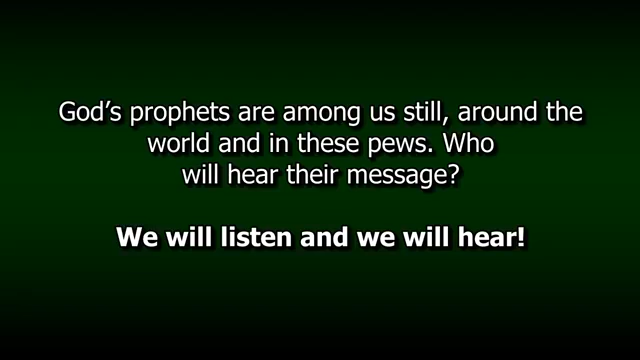 God’s prophets are among us still, around the
world and in these pews. Who
will hear their message?
We will listen and we will hear!